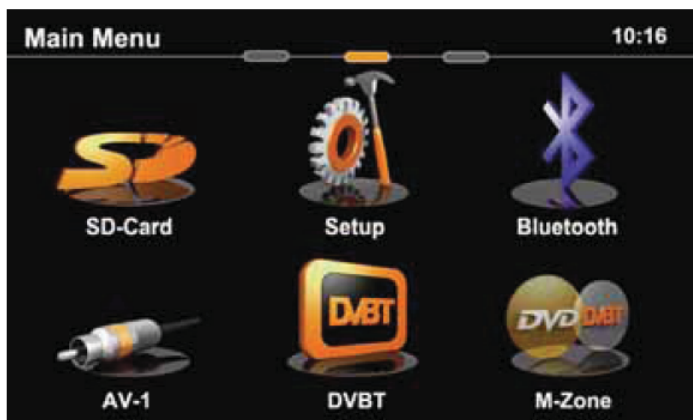 Main Menu 10:16
SD
SD-Card Setup Bluetooth
DVBT
DVD DVBT
AV-1 DVBT M-Zone